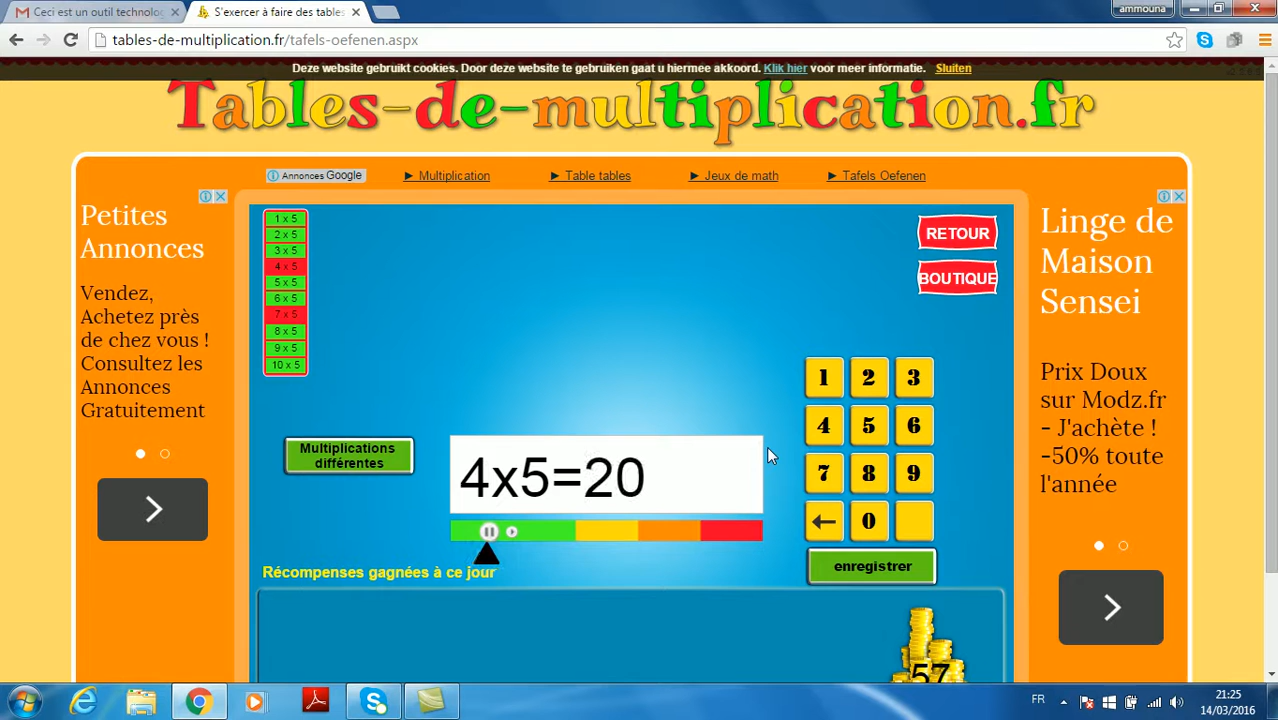 Ceci est un outil technolog
S'exercer à faire des tables
ammouna
tables-de-multiplication.fr/tafels-oefenen.aspx
Deze website gebruikt cookies. Door deze website te gebruiken gaat u hiermee akkoord. Klik hier voor meer informatie. Sluiten
Tables-de-multiplication.fr
Annonces Google
► Multiplication
► Table tables
► Jeux de math
► Tafels Oefenen
Petites
Annonces
Vendez,
Achetez près
de chez vous !
Consultez les
Annonces
Gratuitement
1 x 5
2 x 5
3 x 5
4 x 5
5 x 5
6 x 5
7 x 5
8 x 5
9 x 5
10 x 5
RETOUR
BOUTIQUE
Multiplications
différentes
4x5=20
1 2 3
4 5 6
7 8 9
← 0
enregistrer
Récompenses gagnées à ce jour
57
Linge de
Maison
Sensei
Prix Doux
sur Modz.fr
- J'achète !
-50% toute
l'année
FR
21:25
14/03/2016